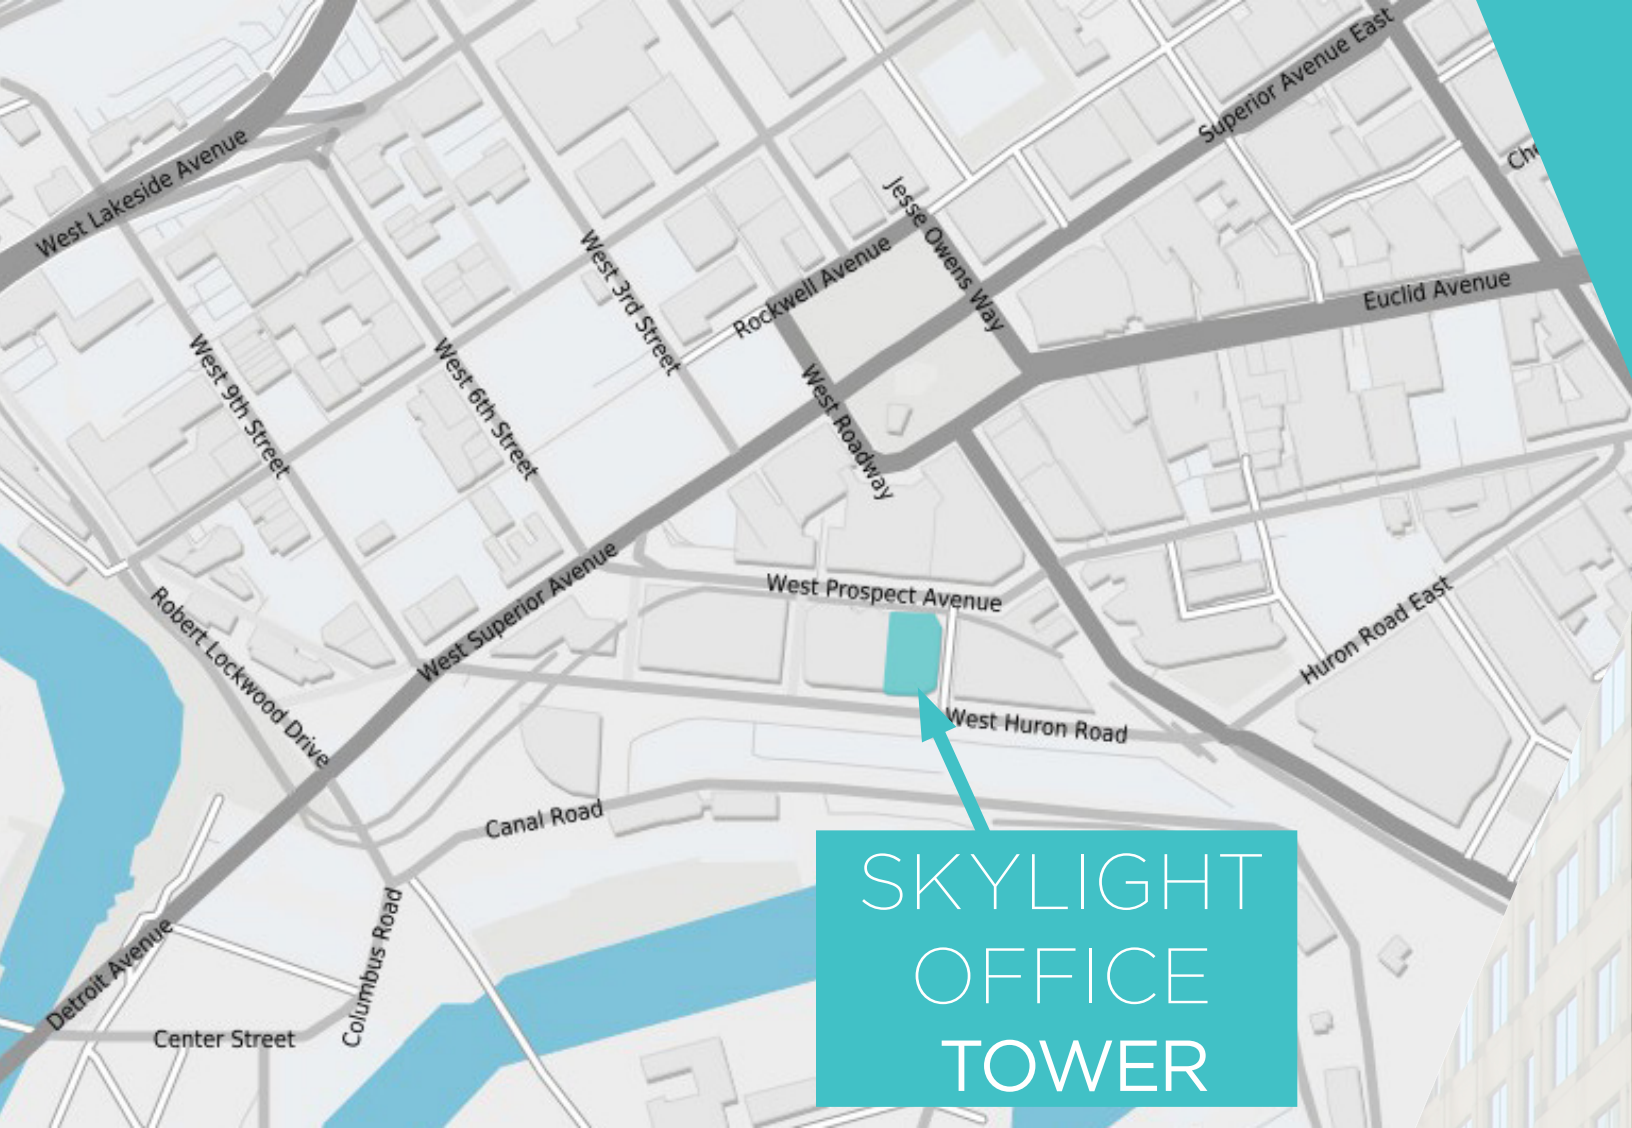 Superior Avenue East
West Lakeside Avenue
Jesse Owens Way
West 3rd Street
Rockwell Avenue
Euclid Avenue
West 9th Street
West 6th Street
West Roadway
West Superior Avenue
West Prospect Avenue
Robert Lockwood Drive
Huron Road East
West Huron Road
Canal Road
Columbus Road
Detroit Avenue
Center Street
SKYLIGHT
OFFICE
TOWER